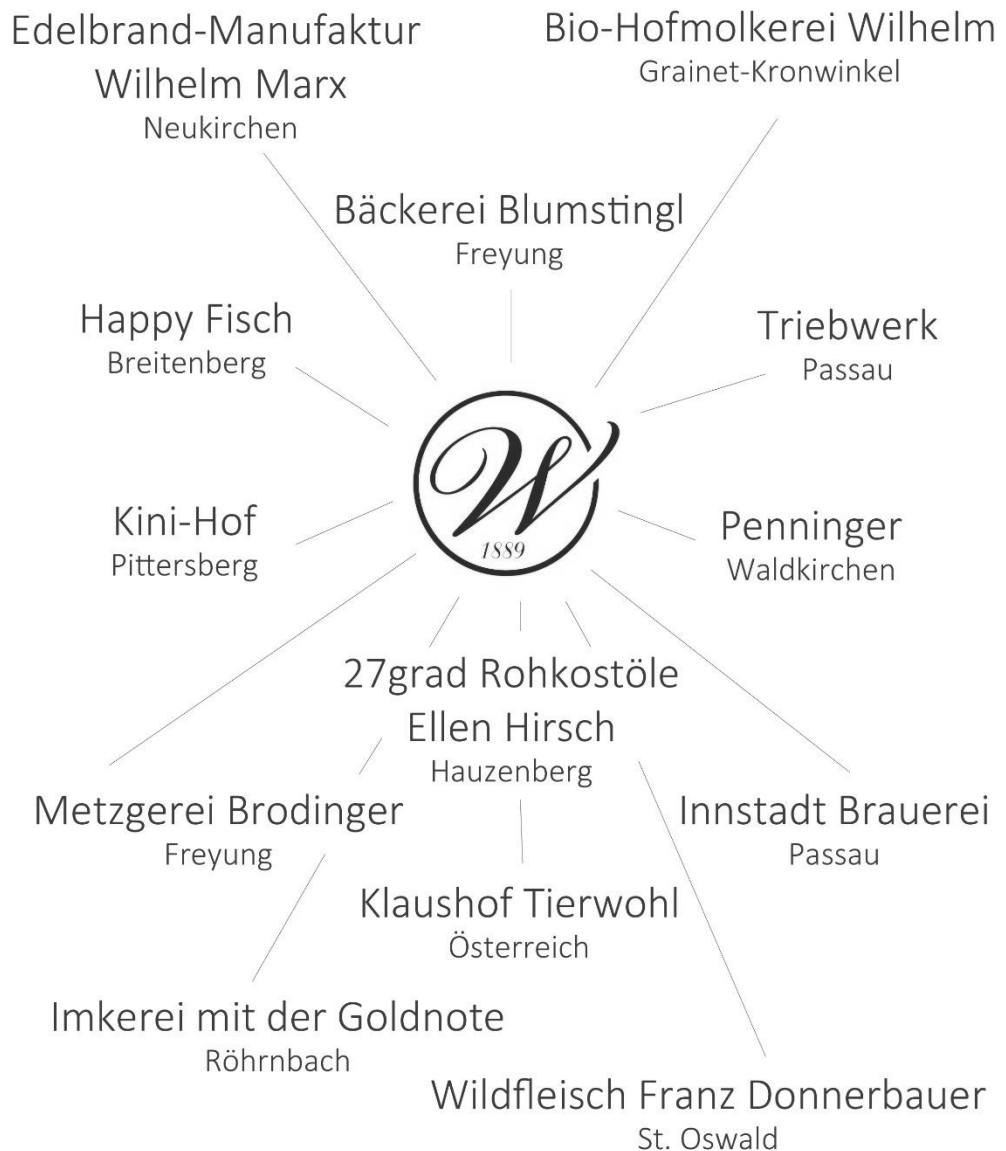 Edelbrand-Manufaktur
Wilhelm Marx
Neukirchen
Bio-Hofmolkerei Wilhelm
Grainet-Kronwinkel
Bäckerei Blumstingl
Freyung
Happy Fisch
Breitenberg
Triebwerk
Passau
W
1889
Kini-Hof
Pittersberg
Penninger
Waldkirchen
27grad Rohkostöle
Ellen Hirsch
Hauzenberg
Metzgerei Brodinger
Freyung
Innstadt Brauerei
Passau
Klaushof Tierwohl
Österreich
Imkerei mit der Goldnote
Röhrnbach
Wildfleisch Franz Donnerbauer
St. Oswald